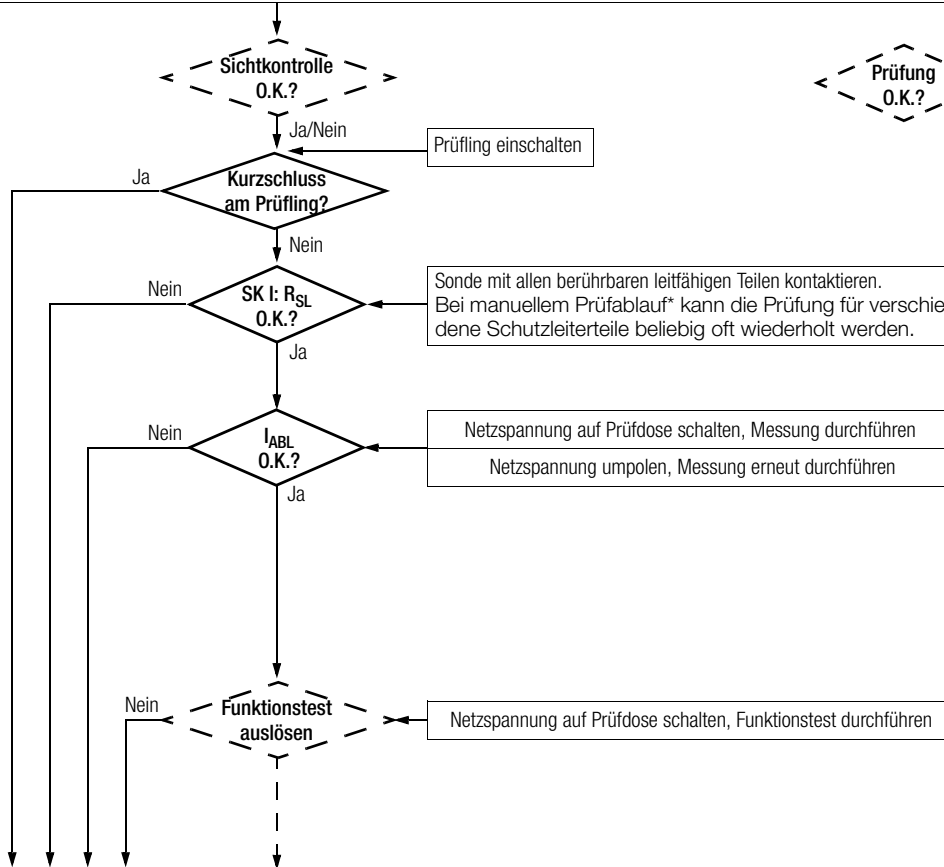 Sichtkontrolle
O.K.?
Prüfung
O.K.?
Ja/Nein
Prüfling einschalten
Ja
Kurzschluss
am Prüfling?
Nein
Nein
SK I: RSL
O.K.?
Sonde mit allen berührbaren leitfähigen Teilen kontaktieren.
Bei manuellem Prüfablauf* kann die Prüfung für verschie
dene Schutzleiterteile beliebig oft wiederholt werden.
Ja
Nein
IABL
O.K.?
Netzspannung auf Prüfdose schalten, Messung durchführen
Netzspannung umpolen, Messung erneut durchführen
Ja
Nein
Funktionstest
auslösen
Netzspannung auf Prüfdose schalten, Funktionstest durchführen